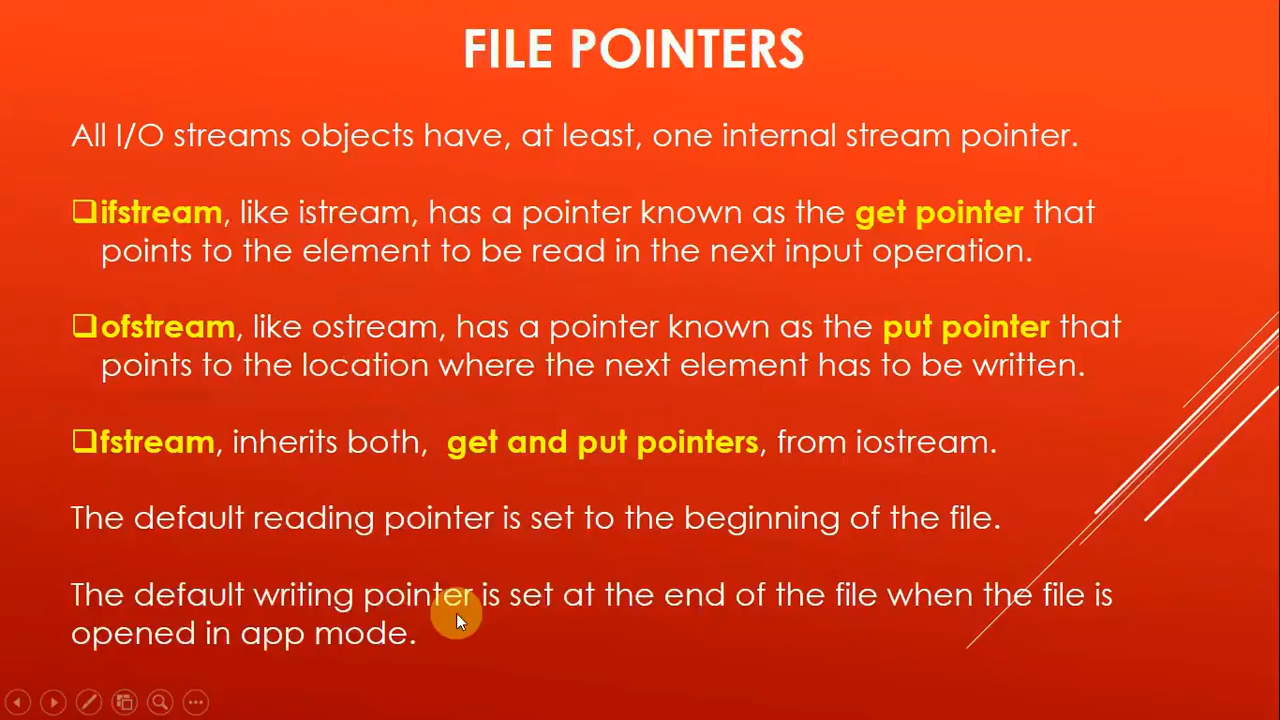 FILE POINTERS
All I/O streams objects have, at least, one internal stream pointer.
ifstream, like istream, has a pointer known as the get pointer that
points to the element to be read in the next input operation.
ofstream, like ostream, has a pointer known as the put pointer that
points to the location where the next element has to be written.
fstream, inherits both, get and put pointers, from iostream.
The default reading pointer is set to the beginning of the file.
The default writing pointer is set at the end of the file when the file is
opened in app mode.